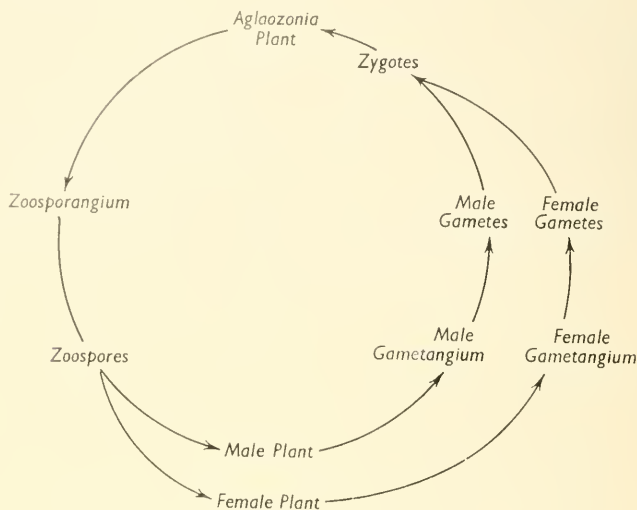 Aglaozonia
Plant
Zygotes
Zoosporangium
Male
Gametes
Female
Gametes
Zoospores
Male
Gametangium
Female
Gametangium
Male Plant
Female Plant